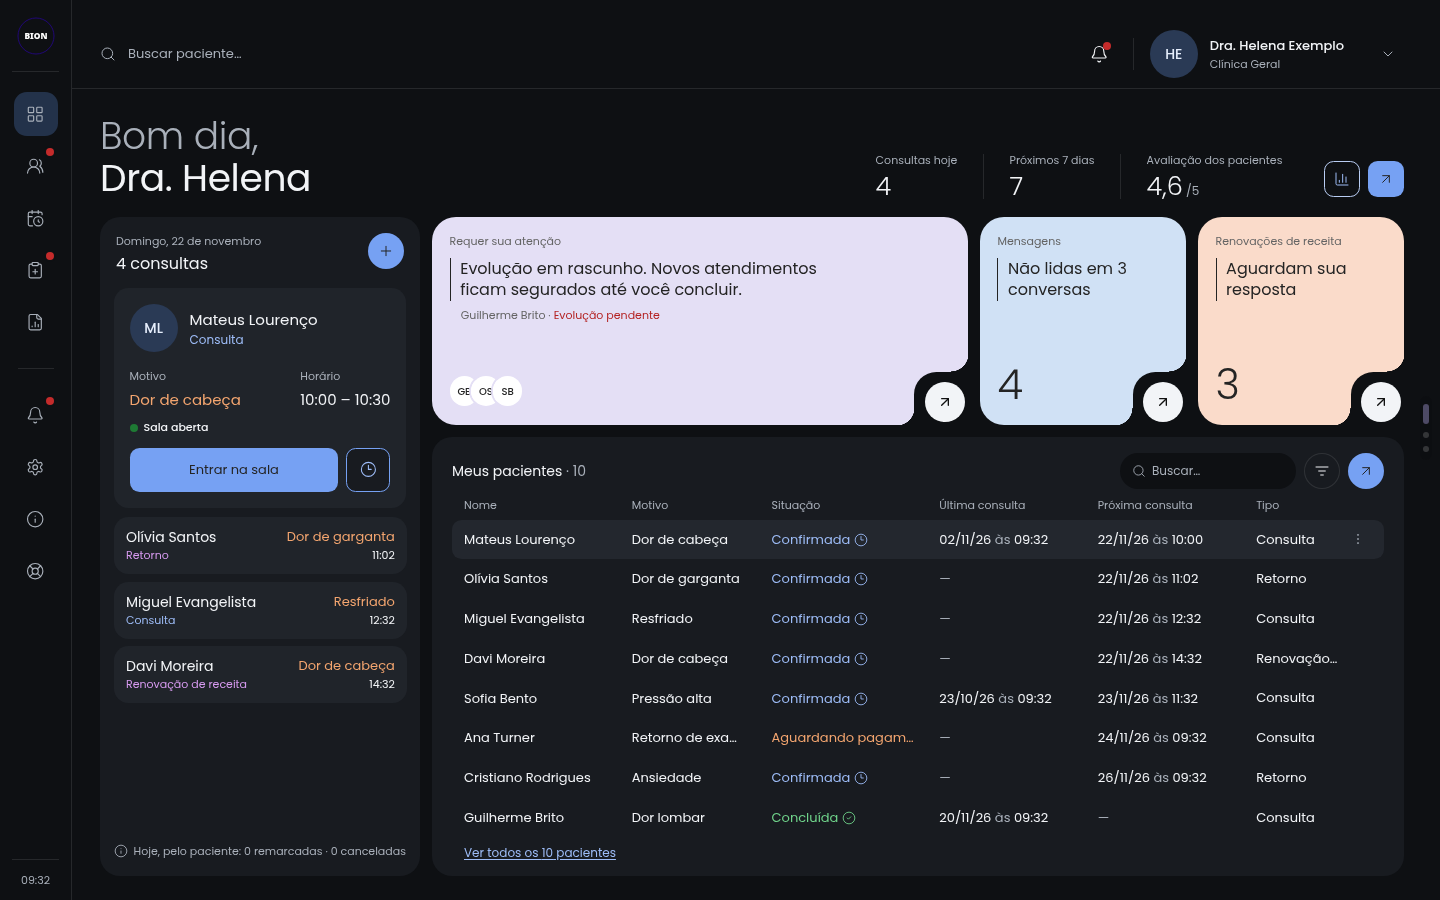 BION
Buscar paciente...
HE
Dra. Helena Exemplo
Clínica Geral
Bom dia,
Dra. Helena
Consultas hoje
4
Próximos 7 dias
7
Avaliação dos pacientes
4,6 /5
Domingo, 22 de novembro
4 consultas
ML
Mateus Lourenço
Consulta
Motivo
Horário
Dor de cabeça
10:00 – 10:30
Sala aberta
Entrar na sala
Olívia Santos
Dor de garganta
Retorno
11:02
Miguel Evangelista
Resfriado
Consulta
12:32
Davi Moreira
Dor de cabeça
Renovação de receita
14:32
Hoje, pelo paciente: 0 remarcadas · 0 canceladas
09:32
Requer sua atenção
Evolução em rascunho. Novos atendimentos
ficam segurados até você concluir.
Guilherme Brito · Evolução pendente
GB
OS
SB
Mensagens
Não lidas em 3
conversas
4
Renovações de receita
Aguardam sua
resposta
3
Meus pacientes · 10
Buscar...
Nome Motivo Situação Última consulta Próxima consulta Tipo
Mateus Lourenço Dor de cabeça Confirmada 02/11/26 às 09:32 22/11/26 às 10:00 Consulta
Olívia Santos Dor de garganta Confirmada — 22/11/26 às 11:02 Retorno
Miguel Evangelista Resfriado Confirmada — 22/11/26 às 12:32 Consulta
Davi Moreira Dor de cabeça Confirmada — 22/11/26 às 14:32 Renovação...
Sofia Bento Pressão alta Confirmada 23/10/26 às 09:32 23/11/26 às 11:32 Consulta
Ana Turner Retorno de exa... Aguardando pagam... — 24/11/26 às 09:32 Consulta
Cristiano Rodrigues Ansiedade Confirmada — 26/11/26 às 09:32 Retorno
Guilherme Brito Dor lombar Concluída 20/11/26 às 09:32 — Consulta
Ver todos os 10 pacientes